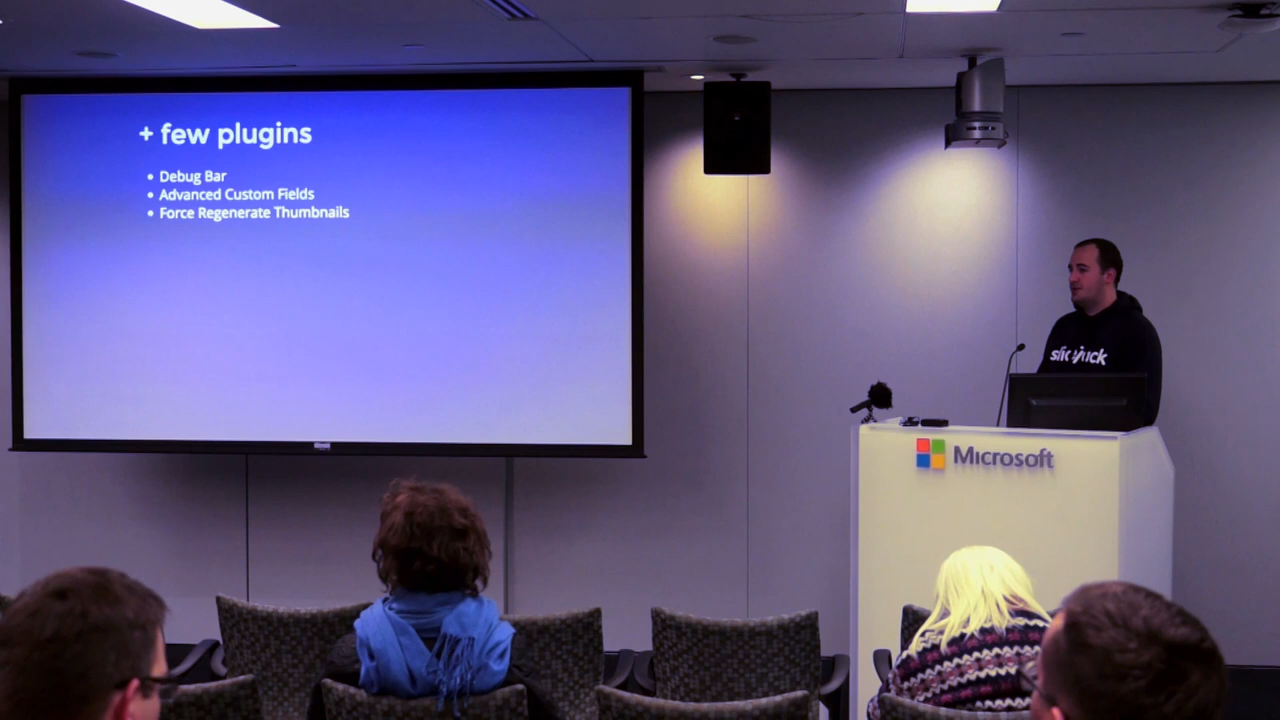 + few plugins
• Debug Bar
• Advanced Custom Fields
• Force Regenerate Thumbnails
Microsoft